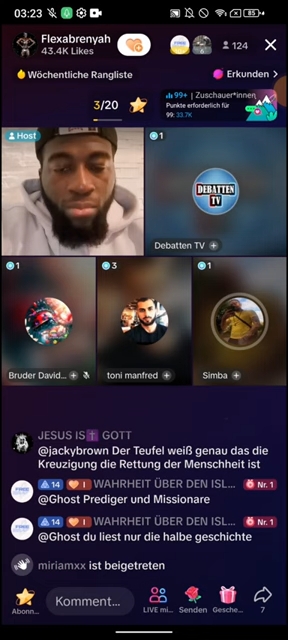 03:23
85
Flexabrenyah
43.4K Likes
124
Wöchentliche Rangliste
Erkunden >
3/20
99+ | Zuschauer*innen
Punkte erforderlich für
99: 33.7K
Host
1
DEBATTEN
TV
Debatten TV +
1
3
1
Bruder David... +
toni manfred +
Simba +
JESUS IS✝️ GOTT
@jackybrown Der Teufel weiß genau das die
Kreuzigung die Rettung der Menschheit ist
14 I WAHRHEIT ÜBER DEN ISL... Nr. 1
@Ghost Prediger und Missionare
14 I WAHRHEIT ÜBER DEN ISL... Nr. 1
@Ghost du liest nur die halbe geschichte
miriamxx ist beigetreten
Abonn...
Komment...
LIVE mi...
Senden
Gesche...
7